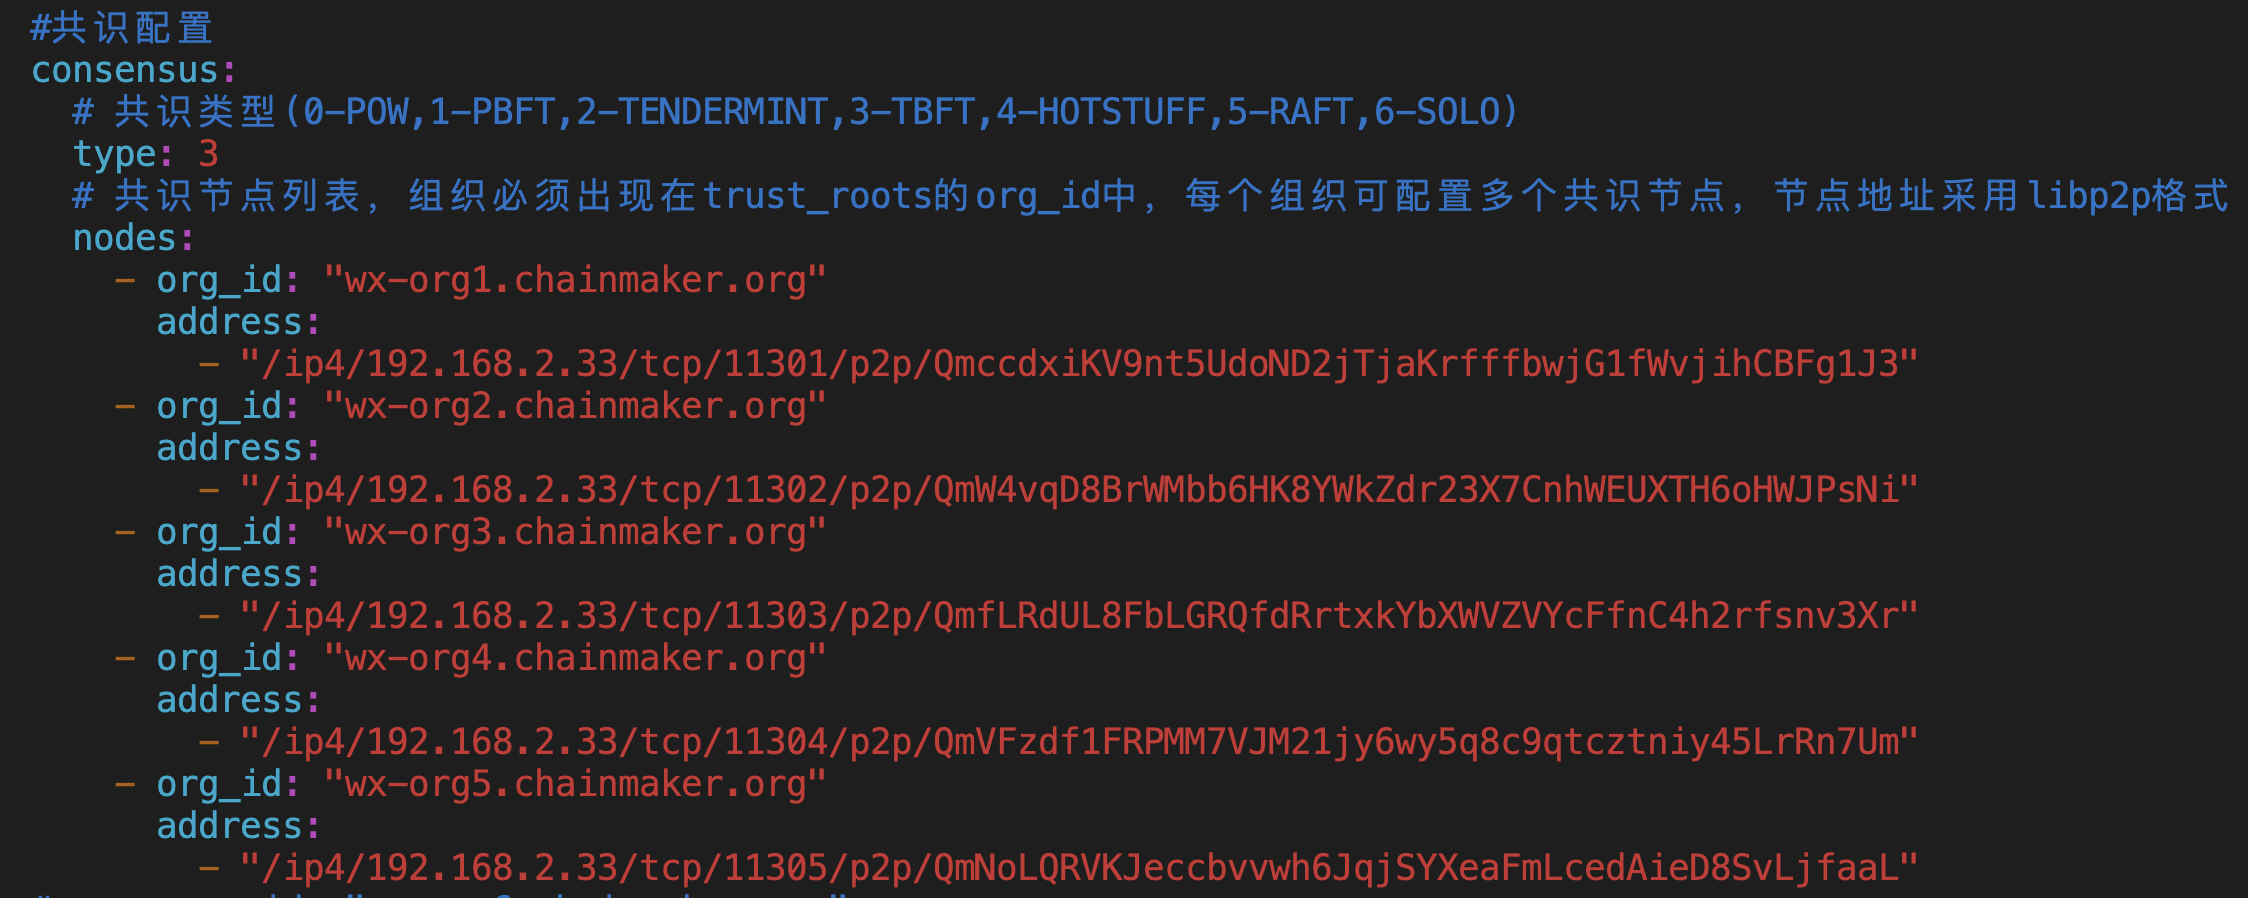 #共识配置
consensus:
  # 共识类型(0-POW,1-PBFT,2-TENDERMINT,3-TBFT,4-HOTSTUFF,5-RAFT,6-SOLO)
  type: 3
  # 共识节点列表，组织必须出现在trust_roots的org_id中，每个组织可配置多个共识节点，节点地址采用libp2p格式
  nodes:
    - org_id: "wx-org1.chainmaker.org"
      address:
        - "/ip4/192.168.2.33/tcp/11301/p2p/QmccdxiKV9nt5UdoND2jTjaKrfffbwjG1fWvjihCBFg1J3"
    - org_id: "wx-org2.chainmaker.org"
      address:
        - "/ip4/192.168.2.33/tcp/11302/p2p/QmW4vqD8BrWMbb6HK8YWkZdr23X7CnhWEUXTH6oHWJPsNi"
    - org_id: "wx-org3.chainmaker.org"
      address:
        - "/ip4/192.168.2.33/tcp/11303/p2p/QmfLRdUL8FbLGRQfdRrtxkYbXWVZVYcFfnC4h2rfsnv3Xr"
    - org_id: "wx-org4.chainmaker.org"
      address:
        - "/ip4/192.168.2.33/tcp/11304/p2p/QmVFzdf1FRPMM7VJM21jy6wy5q8c9qtcztniy45LrRn7Um"
    - org_id: "wx-org5.chainmaker.org"
      address:
        - "/ip4/192.168.2.33/tcp/11305/p2p/QmNoLQRVKJeccbvvwh6JqjSYXeaFmLcedAieD8SvLjfaaL"